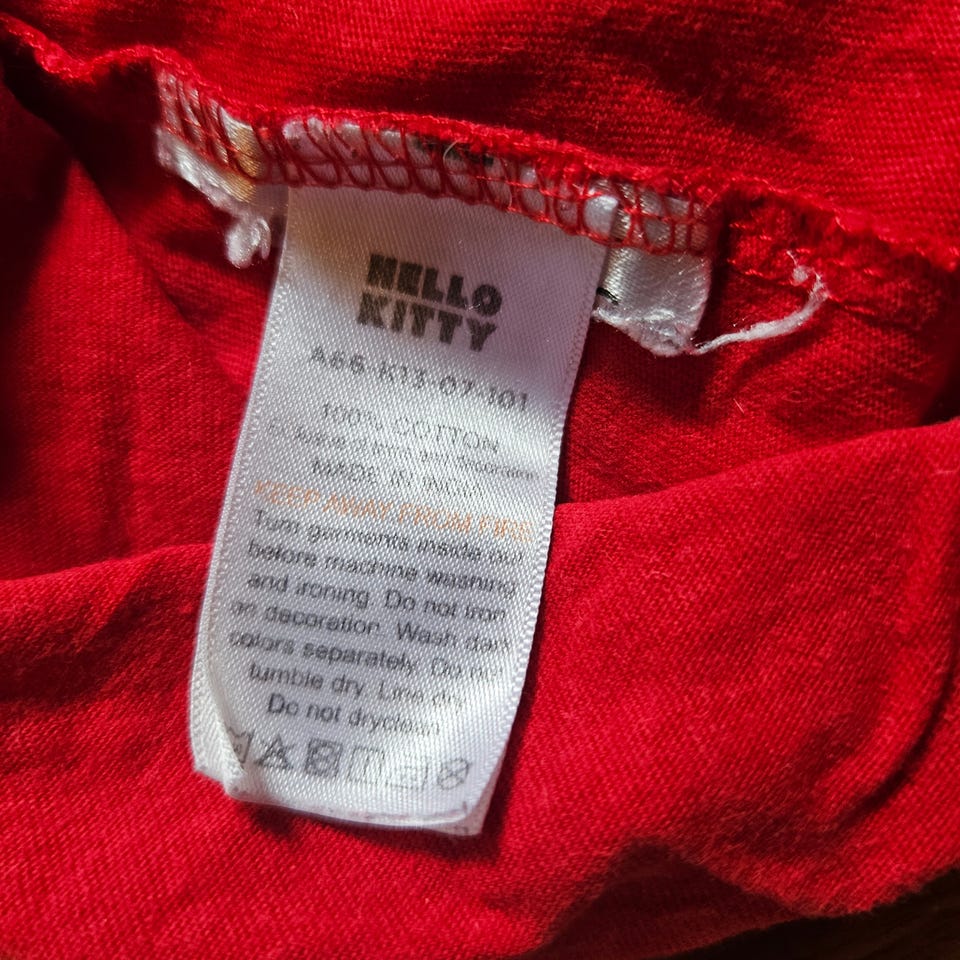 HELLO
KITTY
A66-K13-07-101
100% COTTON
MADE IN INDIA
KEEP AWAY FROM FIRE
Turn garments inside out
before machine washing
and ironing. Do not iron
on decoration. Wash dark
colors separately. Do not
tumble dry. Line dry
Do not dryclean